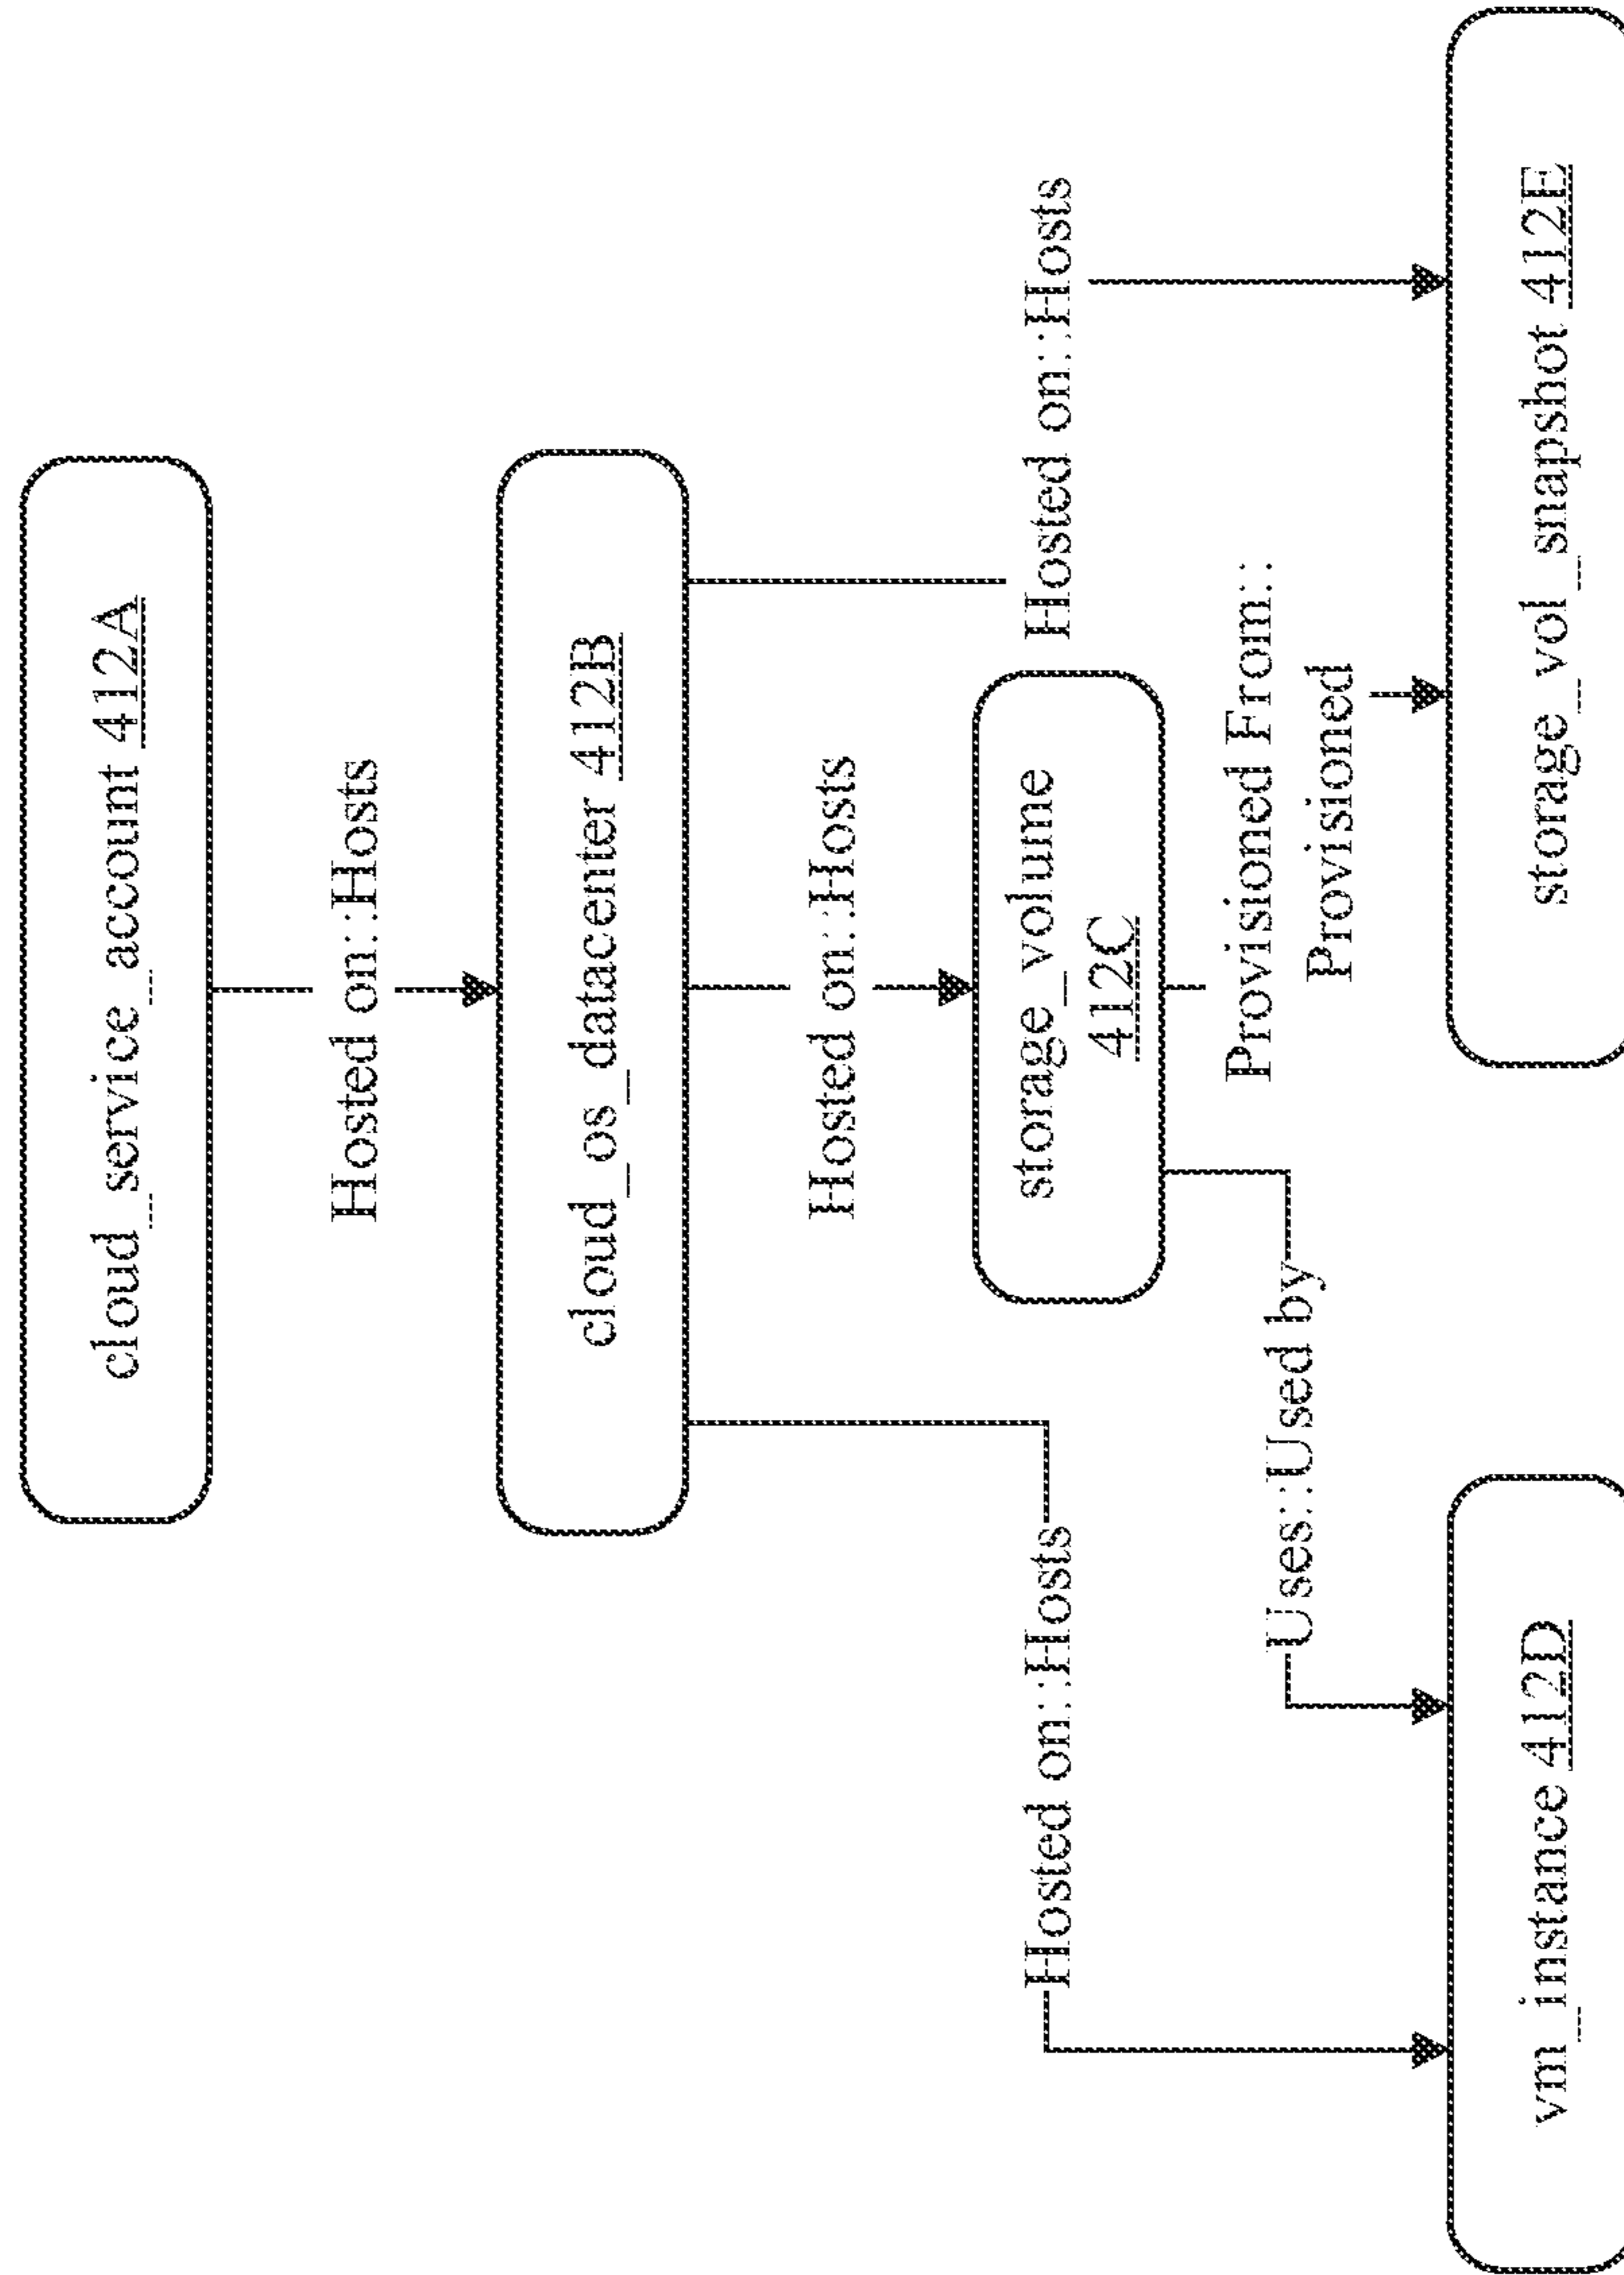 cloud_service_account 412A
Hosted on::Hosts
cloud_os_datacenter 412B
Hosted on::Hosts
storage_volume
412C
Hosted on::Hosts
Hosted on::Hosts
Uses::Used by
Provisioned From::
Provisioned
vm_instance 412D
storage_vol_snapshot 412E